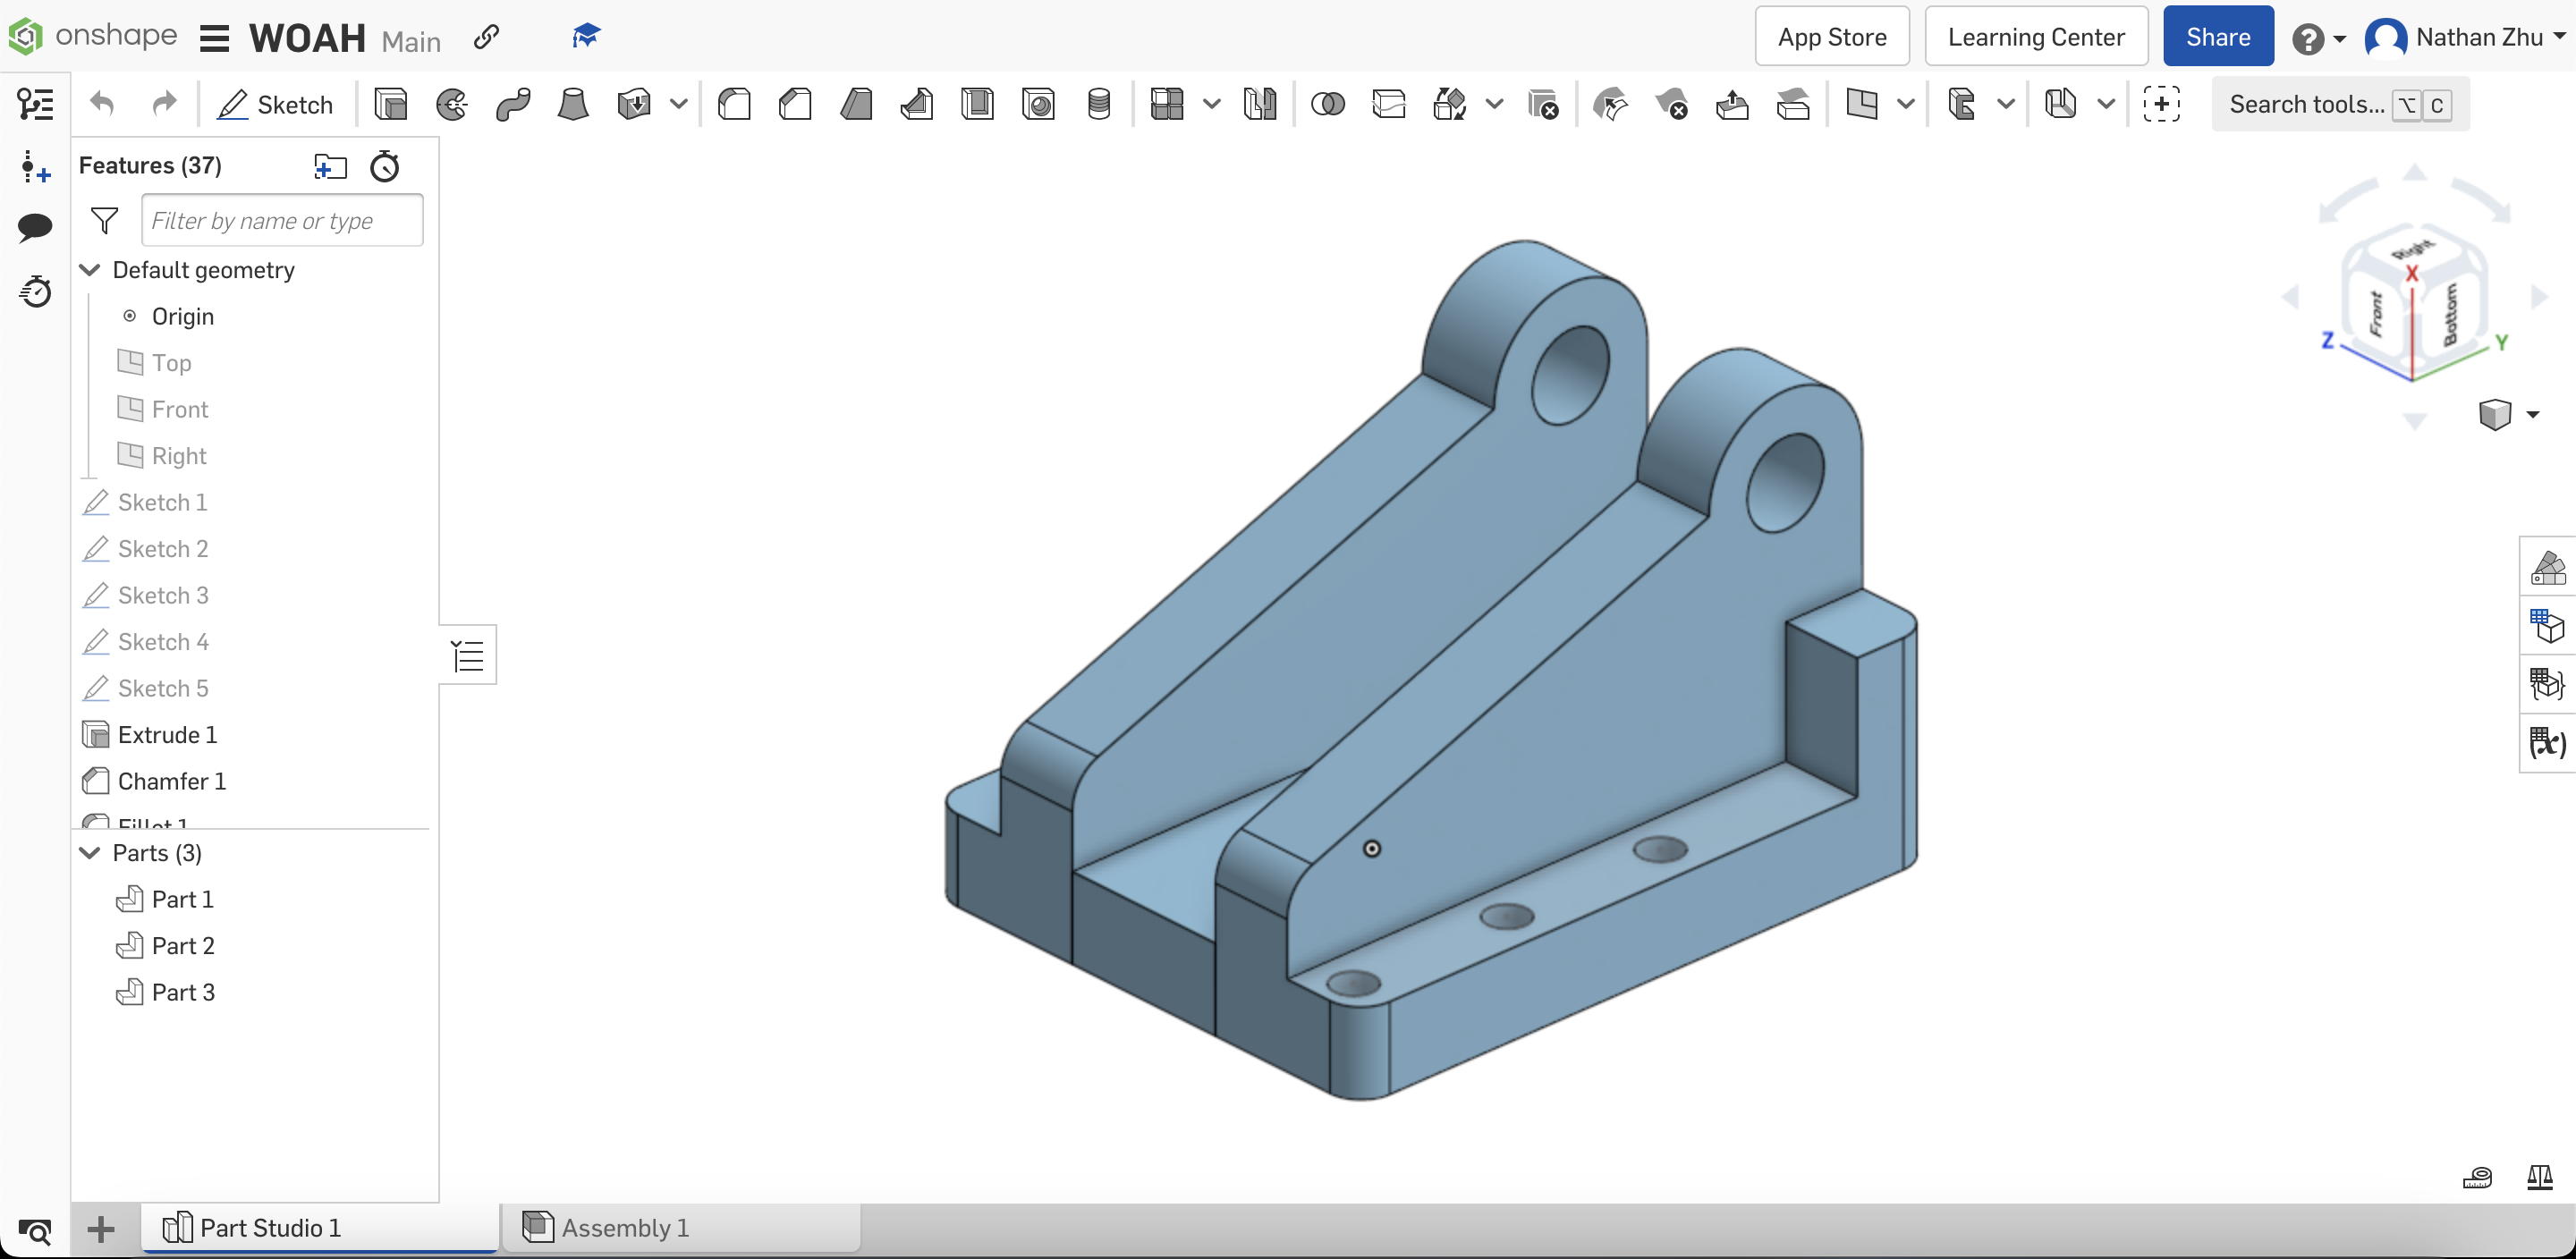 onshape WOAH Main App Store Learning Center Share ? Nathan Zhu
Sketch Search tools... ⌥ C
Features (37)
Filter by name or type
Default geometry
Origin
Top
Front
Right
Sketch 1
Sketch 2
Sketch 3
Sketch 4
Sketch 5
Extrude 1
Chamfer 1
Fillet 1
Parts (3)
Part 1
Part 2
Part 3
Right
X
Front
Bottom
Z
Y
(x)
Part Studio 1 Assembly 1